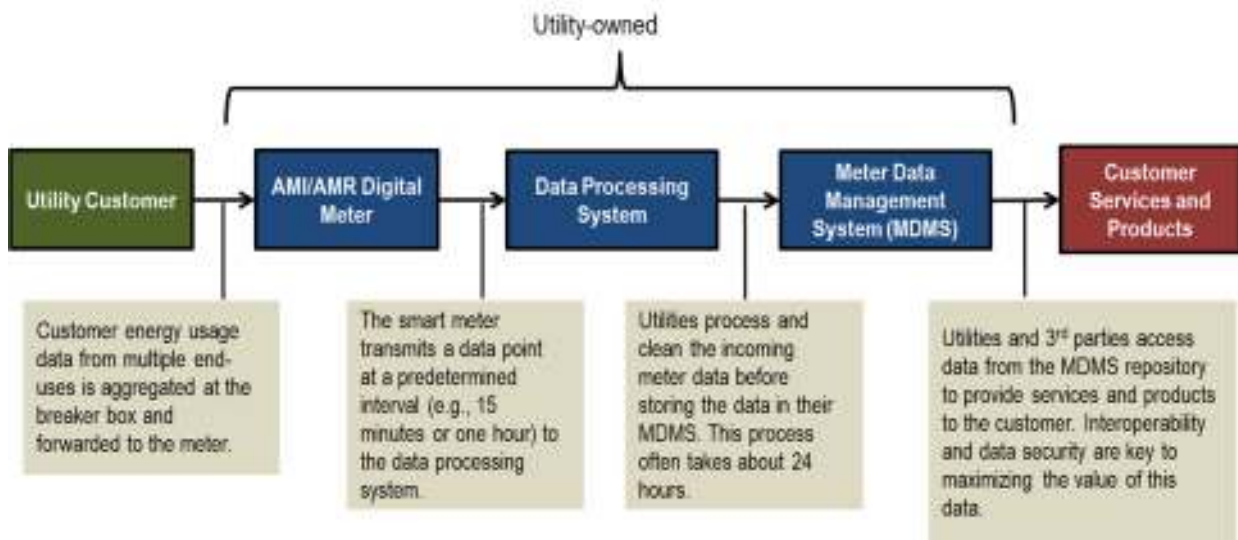 Utility-owned
Utility Customer
AMI/AMR Digital
Meter
Data Processing
System
Meter Data
Management
System (MDMS)
Customer
Services and
Products
Customer energy usage
data from multiple end-
uses is aggregated at the
breaker box and
forwarded to the meter.
The smart meter
transmits a data point
at a predetermined
interval (e.g., 15
minutes or one hour) to
the data processing
system.
Utilities process and
clean the incoming
meter data before
storing the data in their
MDMS. This process
often takes about 24
hours.
Utilities and 3rd parties access
data from the MDMS repository
to provide services and products
to the customer. Interoperability
and data security are key to
maximizing the value of this
data.